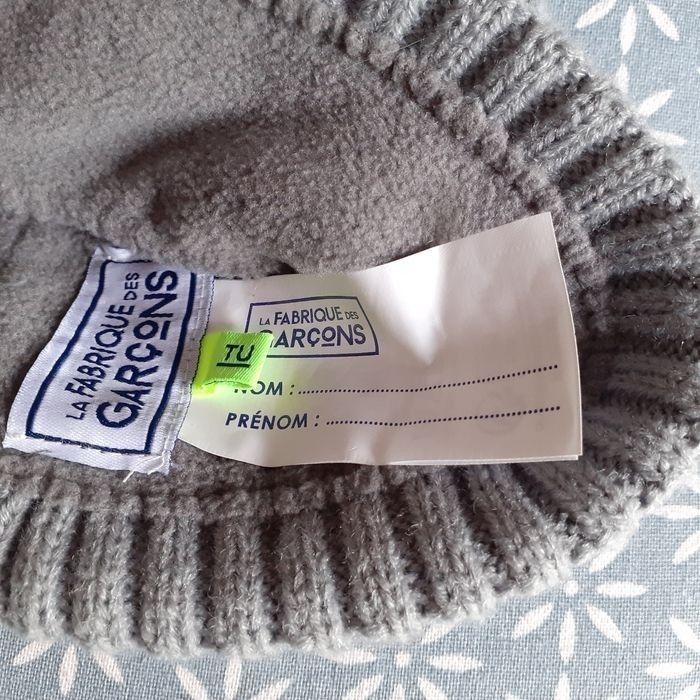 LA FABRIQUE DES
GARÇONS
LA FABRIQUE DES
GARÇONS
TU
NOM :
PRÉNOM :